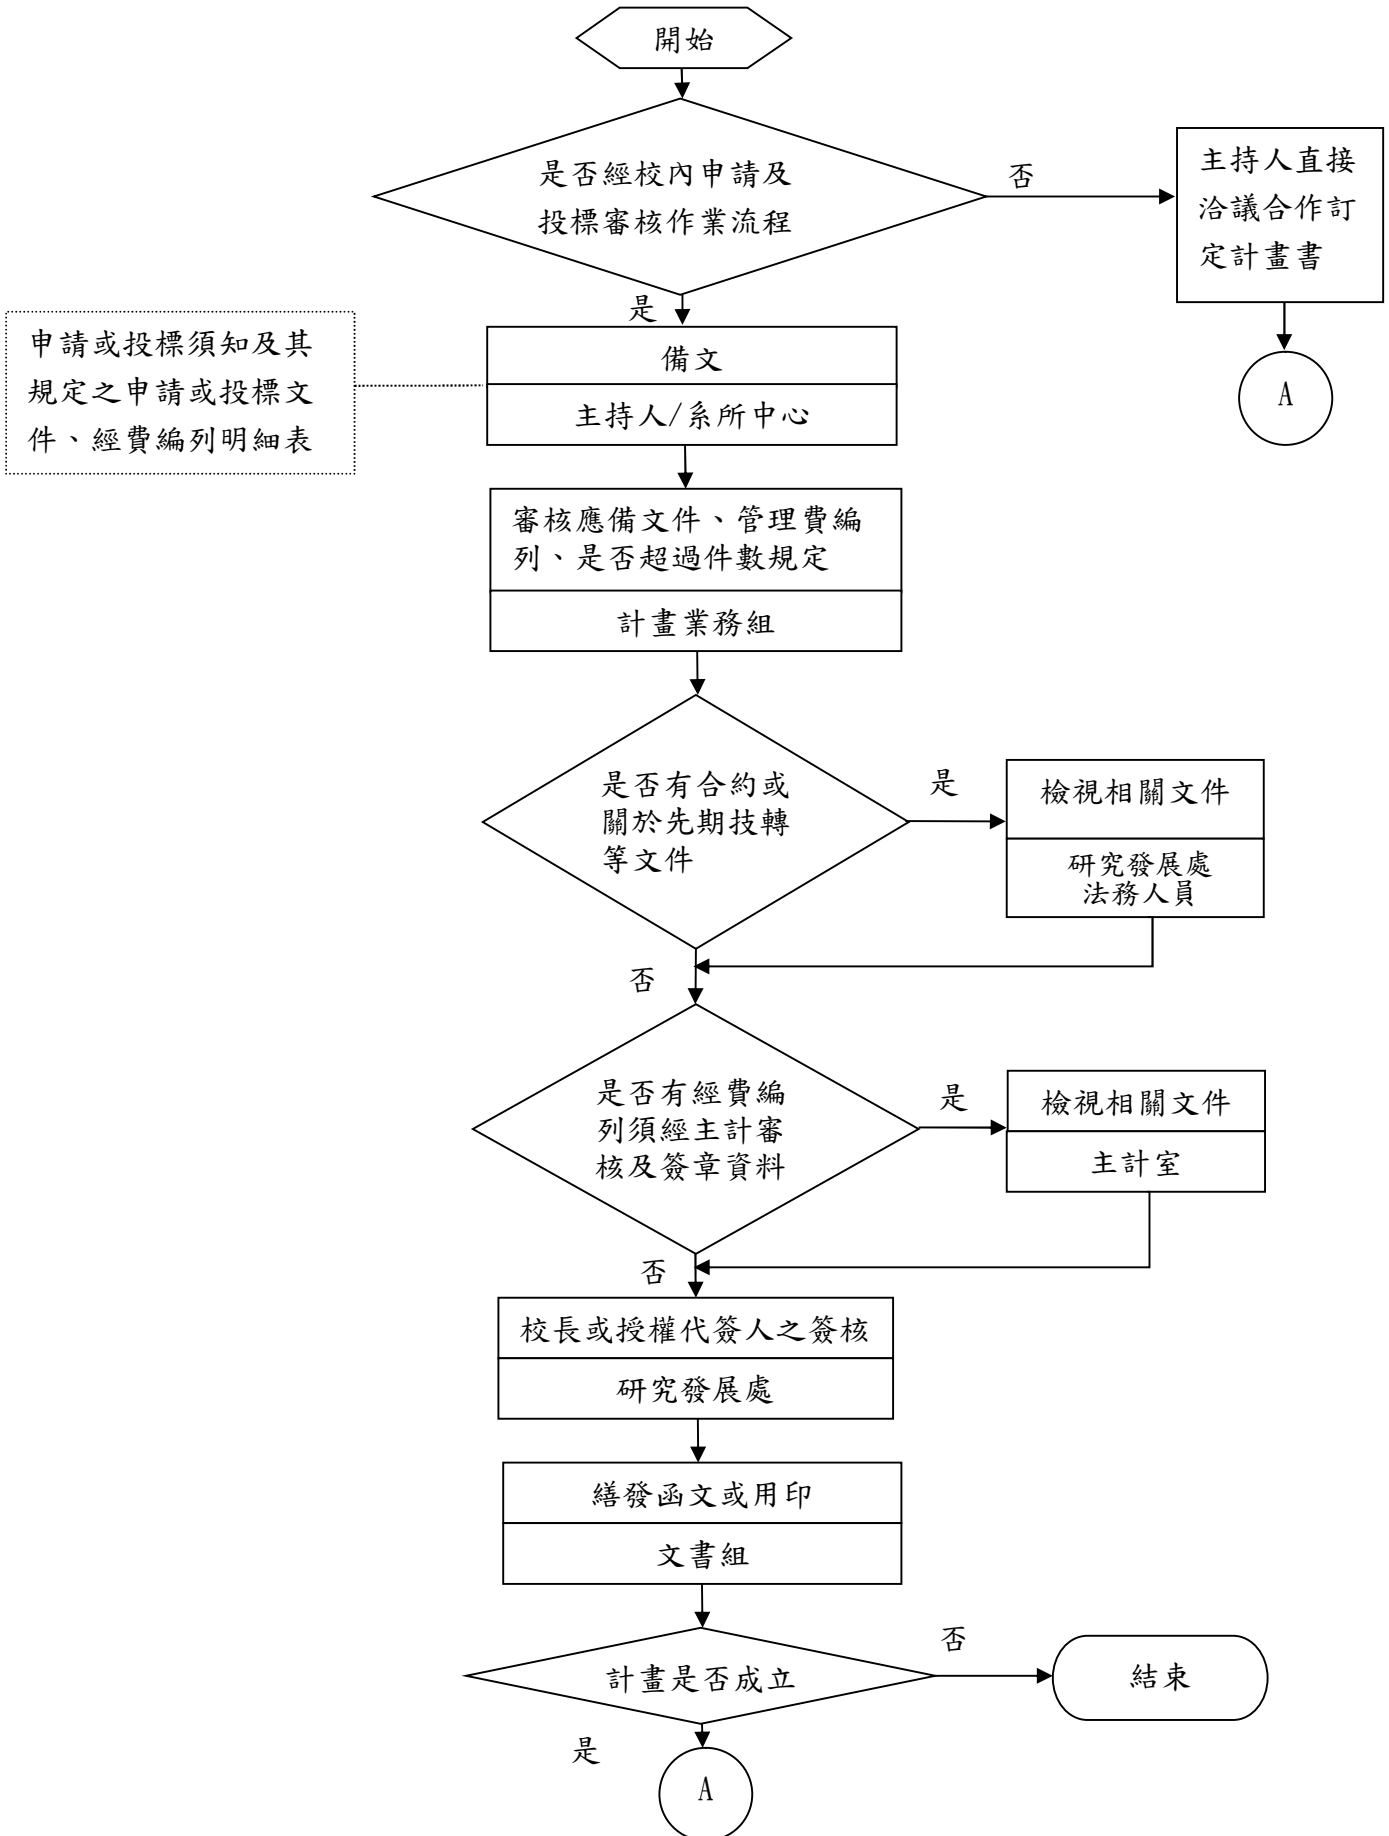 開始
是否經校內申請及
投標審核作業流程
否
主持人直接
洽議合作訂
定計畫書
A
是
申請或投標須知及其
規定之申請或投標文
件、經費編列明細表
備文
主持人/系所中心
審核應備文件、管理費編
列、是否超過件數規定
計畫業務組
是否有合約或
關於先期技轉
等文件
是
檢視相關文件
研究發展處
法務人員
否
是否有經費編
列須經主計審
核及簽章資料
是
檢視相關文件
主計室
否
校長或授權代簽人之簽核
研究發展處
繕發函文或用印
文書組
計畫是否成立
否
結束
是
A